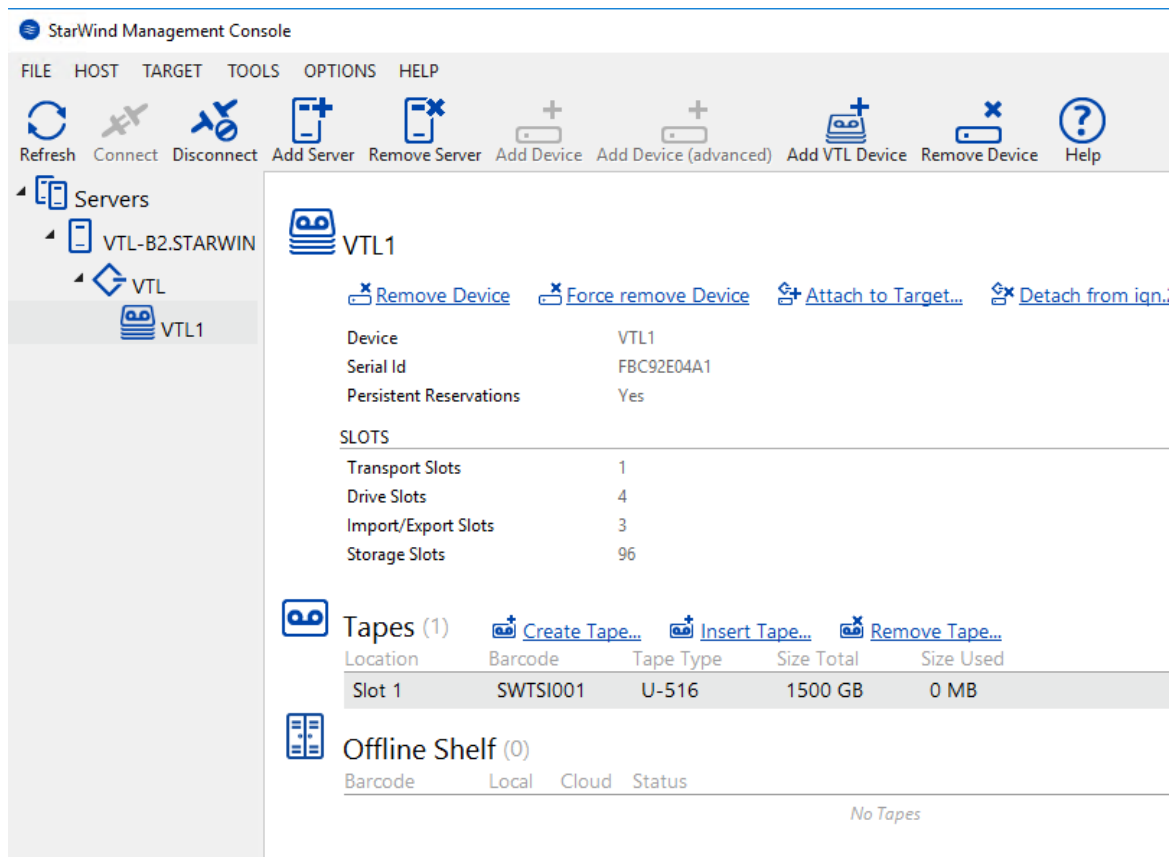 StarWind Management Console
FILE HOST TARGET TOOLS OPTIONS HELP
Refresh Connect Disconnect Add Server Remove Server Add Device Add Device (advanced) Add VTL Device Remove Device Help
Servers
VTL-B2.STARWIN
VTL
VTL1
VTL1
Remove Device Force remove Device Attach to Target... Detach from iqn.
Device VTL1
Serial Id FBC92E04A1
Persistent Reservations Yes
SLOTS
Transport Slots 1
Drive Slots 4
Import/Export Slots 3
Storage Slots 96
Tapes (1) Create Tape... Insert Tape... Remove Tape...
Location Barcode Tape Type Size Total Size Used
Slot 1 SWTSI001 U-516 1500 GB 0 MB
Offline Shelf (0)
Barcode Local Cloud Status
No Tapes